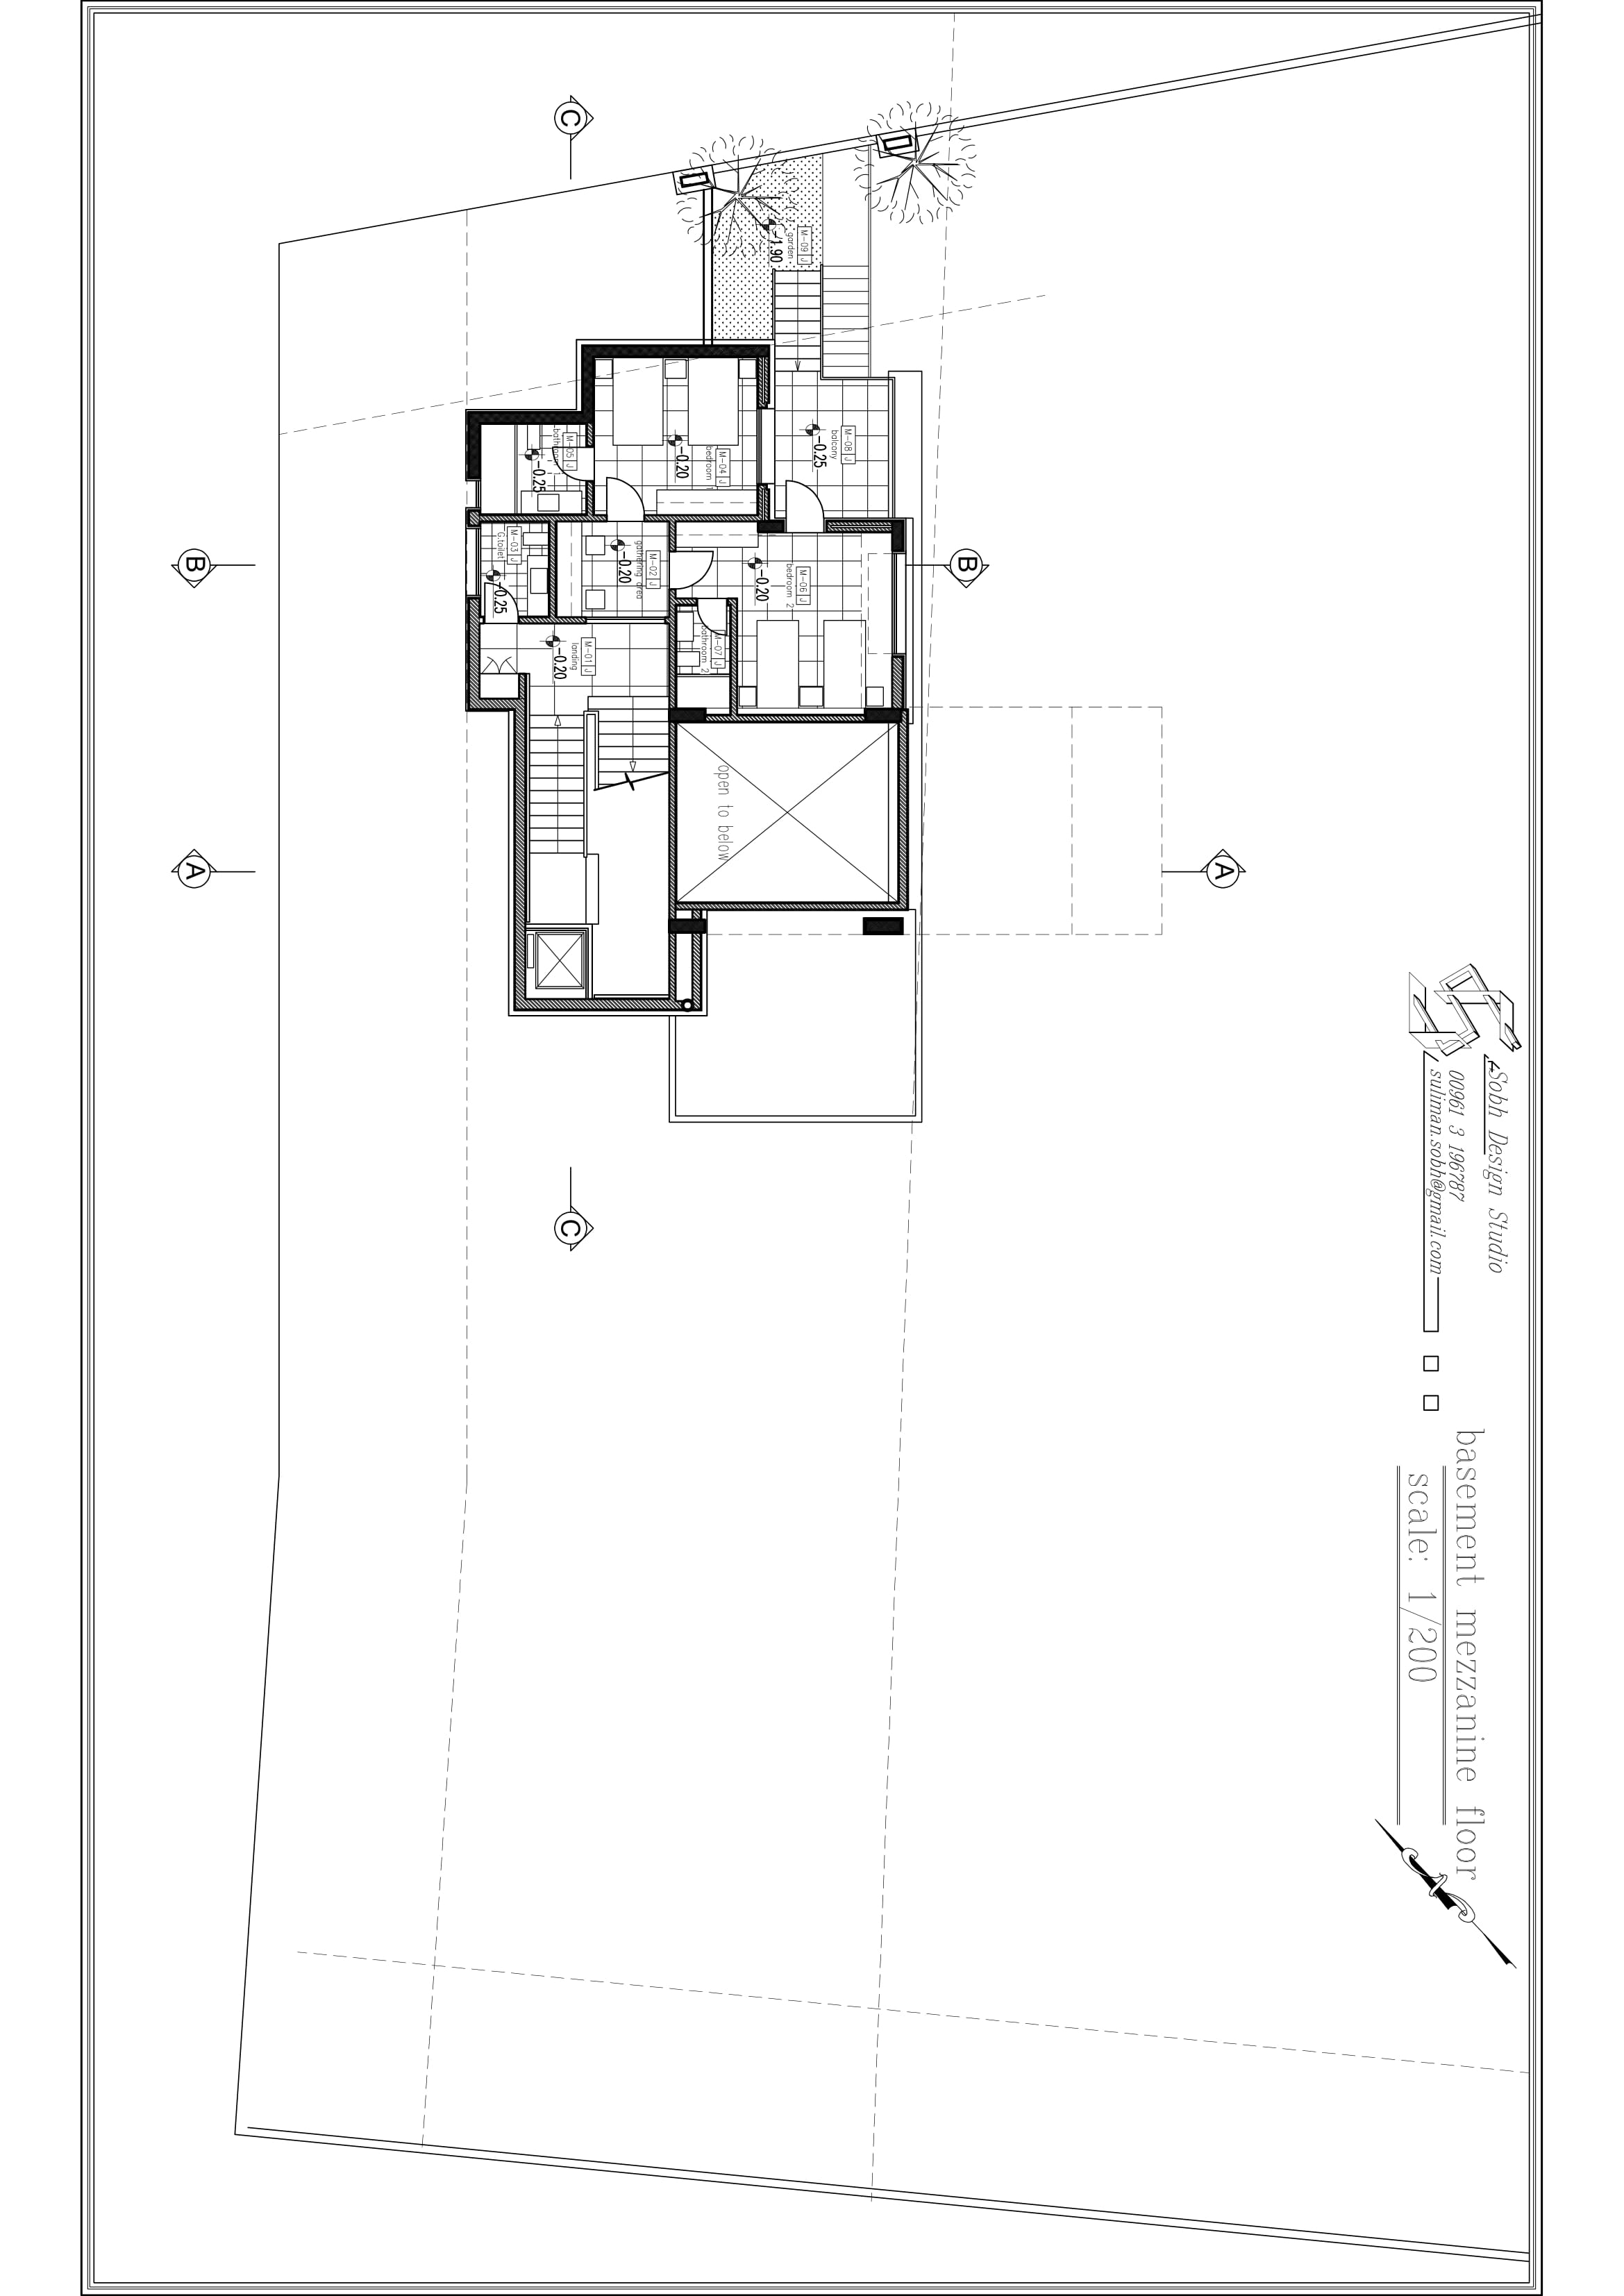 Sobh Design Studio
00961 3 196787
suliman.sobh@gmail.com
basement mezzanine floor
scale: 1/200
C
C
B
B
A
A
M-09 J
garden
-1.90
M-08 J
balcony
-0.25
M-04 J
bedroom 1
-0.20
M-05 J
bathroom 1
-0.25
M-06 J
bedroom 2
-0.20
M-02 J
gathering area
-0.20
M-03 J
G.toilet
-0.25
M-07 J
bathroom 2
M-01 J
landing
-0.20
open to below